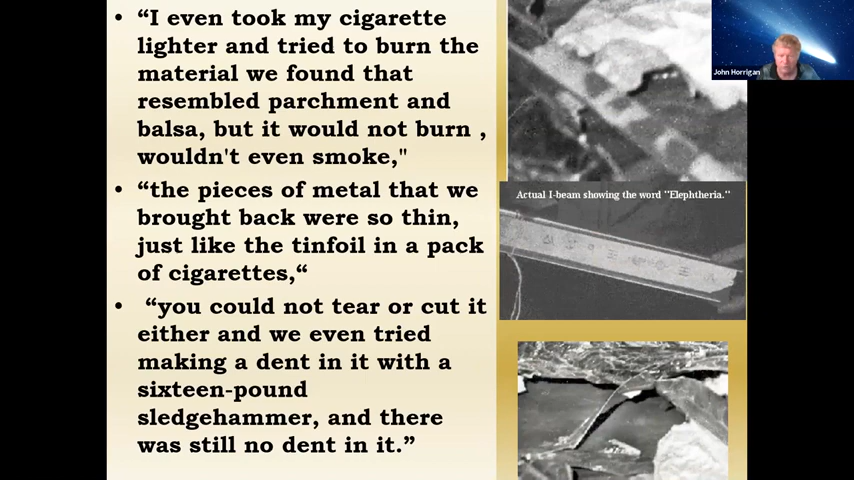 • “I even took my cigarette
lighter and tried to burn the
material we found that
resembled parchment and
balsa, but it would not burn ,
wouldn't even smoke,"
• “the pieces of metal that we
brought back were so thin,
just like the tinfoil in a pack
of cigarettes,“
• “you could not tear or cut it
either and we even tried
making a dent in it with a
sixteen-pound
sledgehammer, and there
was still no dent in it.”
John Horrigan
Actual I-beam showing the word "Elephtheria."